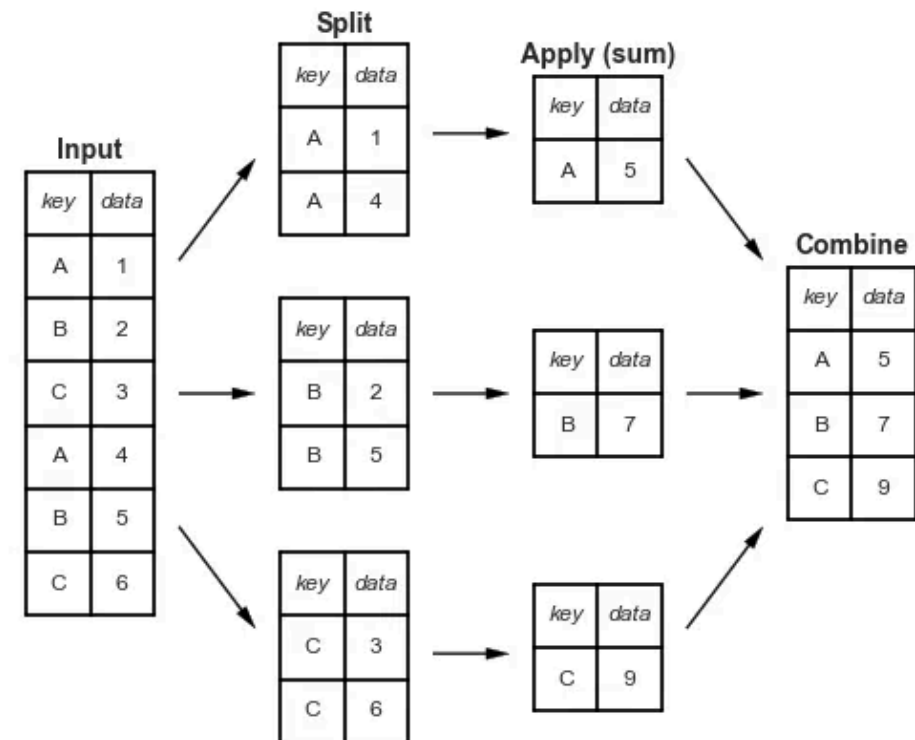 Input
key data
A 1
B 2
C 3
A 4
B 5
C 6
Split
key data
A 1
A 4
key data
B 2
B 5
key data
C 3
C 6
Apply (sum)
key data
A 5
key data
B 7
key data
C 9
Combine
key data
A 5
B 7
C 9